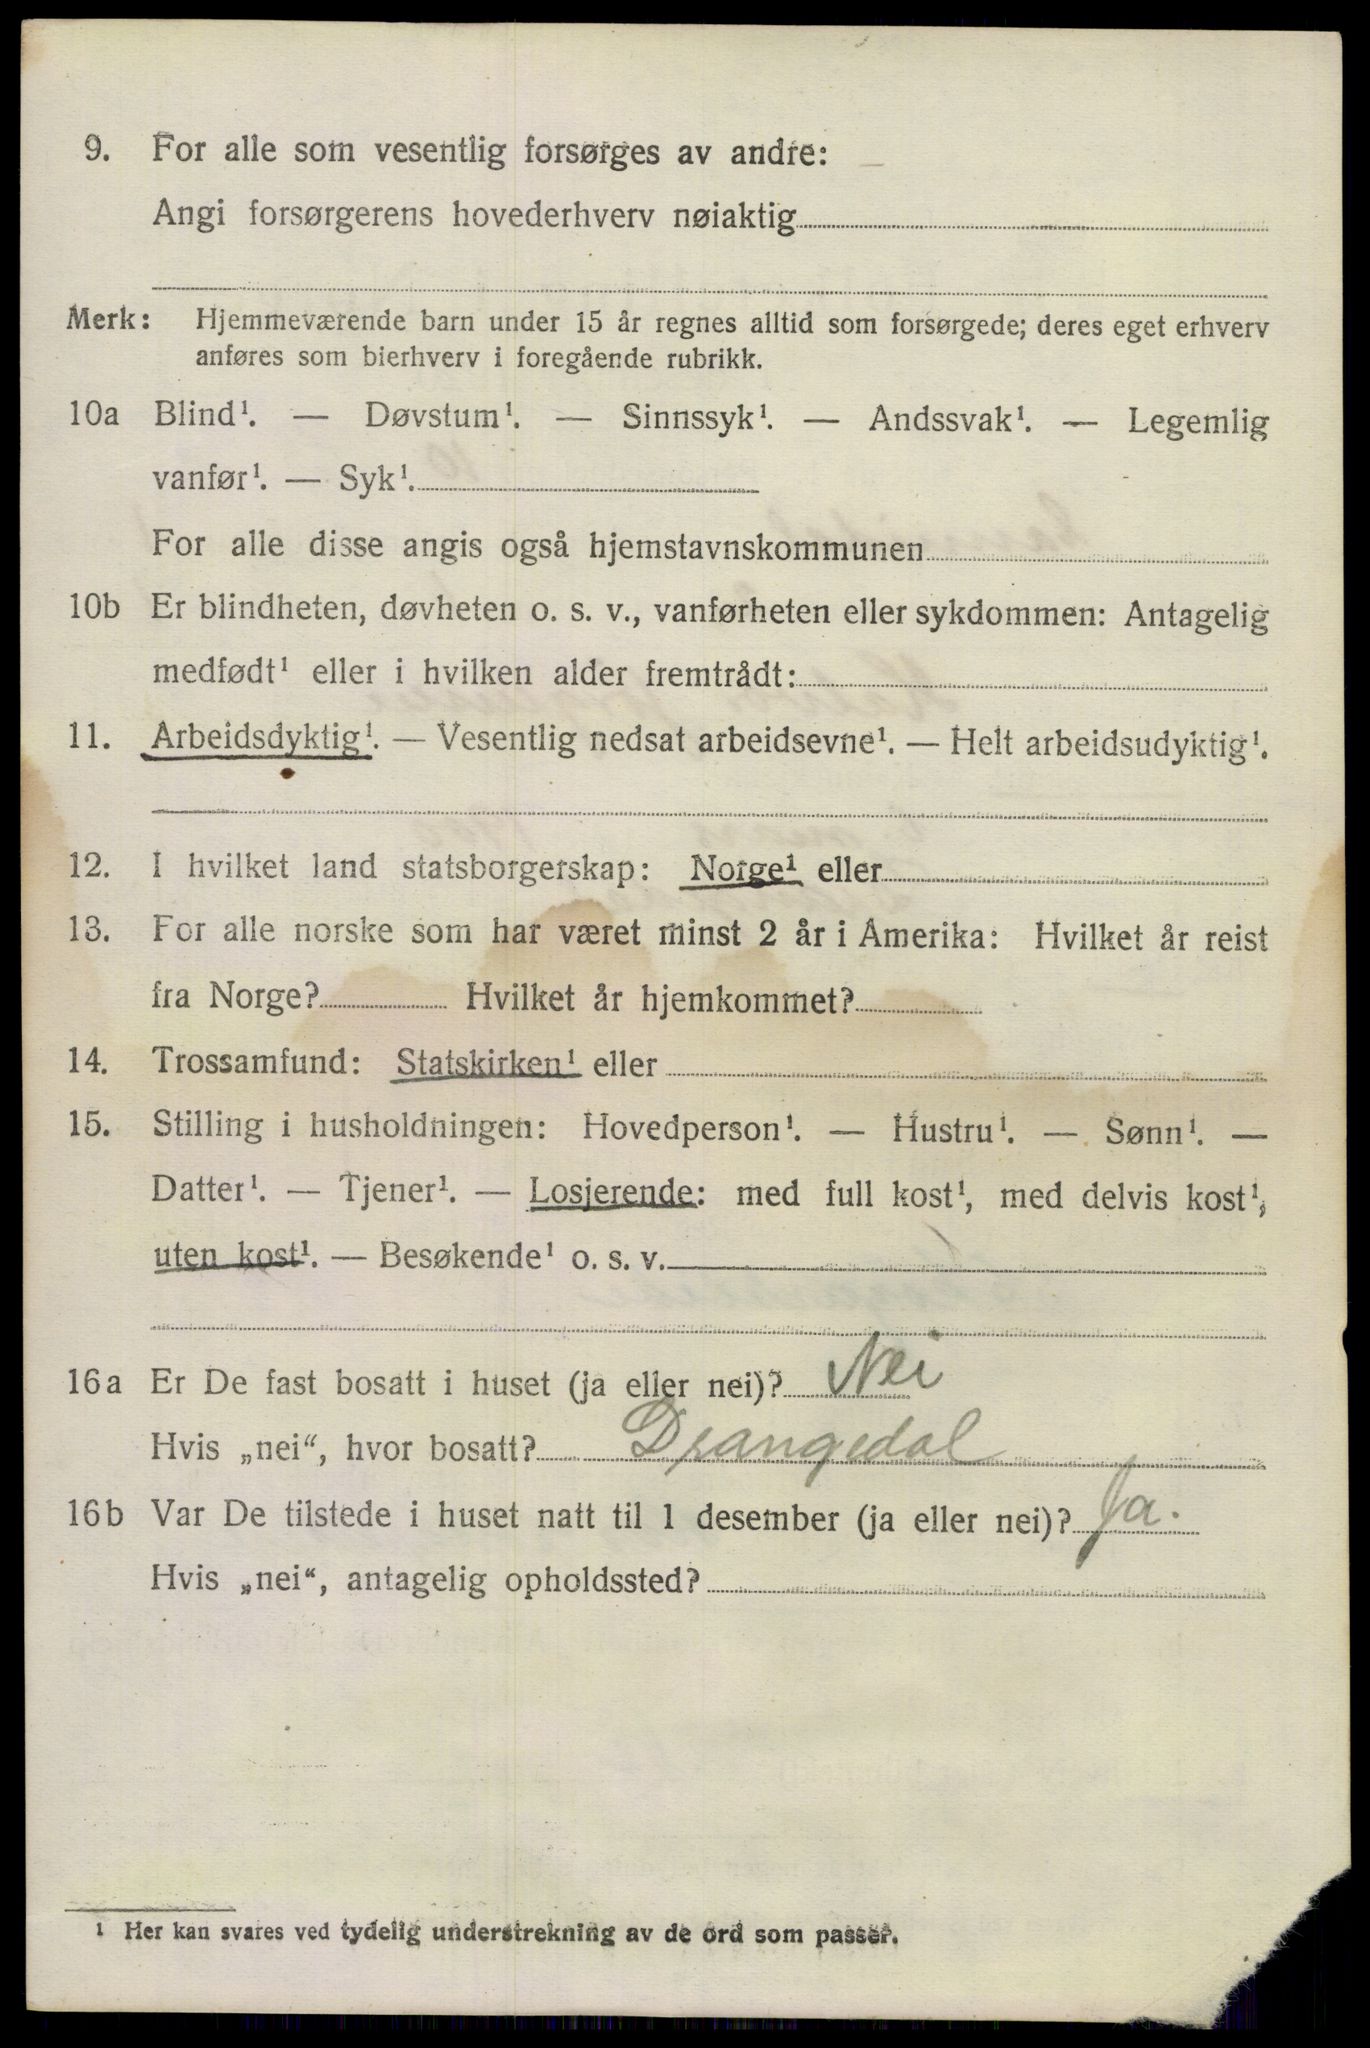 9. For alle som vesentlig forsørges av andre:
Angi forsørgerens hovederhverv nøiaktig
Merk: Hjemmeværende barn under 15 år regnes alltid som forsørgede; deres eget erhverv
anføres som bierhverv i foregående rubrikk.
10a Blind¹. — Døvstum¹. — Sinnssyk¹. — Andssvak¹. — Legemlig
vanfør¹. — Syk¹.
For alle disse angis også hjemstavnskommunen
10b Er blindheten, døvheten o. s. v., vanførheten eller sykdommen: Antagelig
medfødt¹ eller i hvilken alder fremtrådt:
11. Arbeidsdyktig¹. — Vesentlig nedsat arbeidsevne¹. — Helt arbeidsudyktig¹.
12. I hvilket land statsborgerskap: Norge¹ eller
13. For alle norske som har været minst 2 år i Amerika: Hvilket år reist
fra Norge? Hvilket år hjemkommet?
14. Trossamfund: Statskirken¹ eller
15. Stilling i husholdningen: Hovedperson¹. — Hustru¹. — Sønn¹. —
Datter¹. — Tjener¹. — Losjerende: med full kost¹, med delvis kost¹,
uten kost¹. — Besøkende¹ o. s. v.
16a Er De fast bosatt i huset (ja eller nei)? Nei
Hvis „nei“, hvor bosatt? Drangedal
16b Var De tilstede i huset natt til 1 desember (ja eller nei)? Ja.
Hvis „nei“, antagelig opholdssted?
¹ Her kan svares ved tydelig understrekning av de ord som passer.